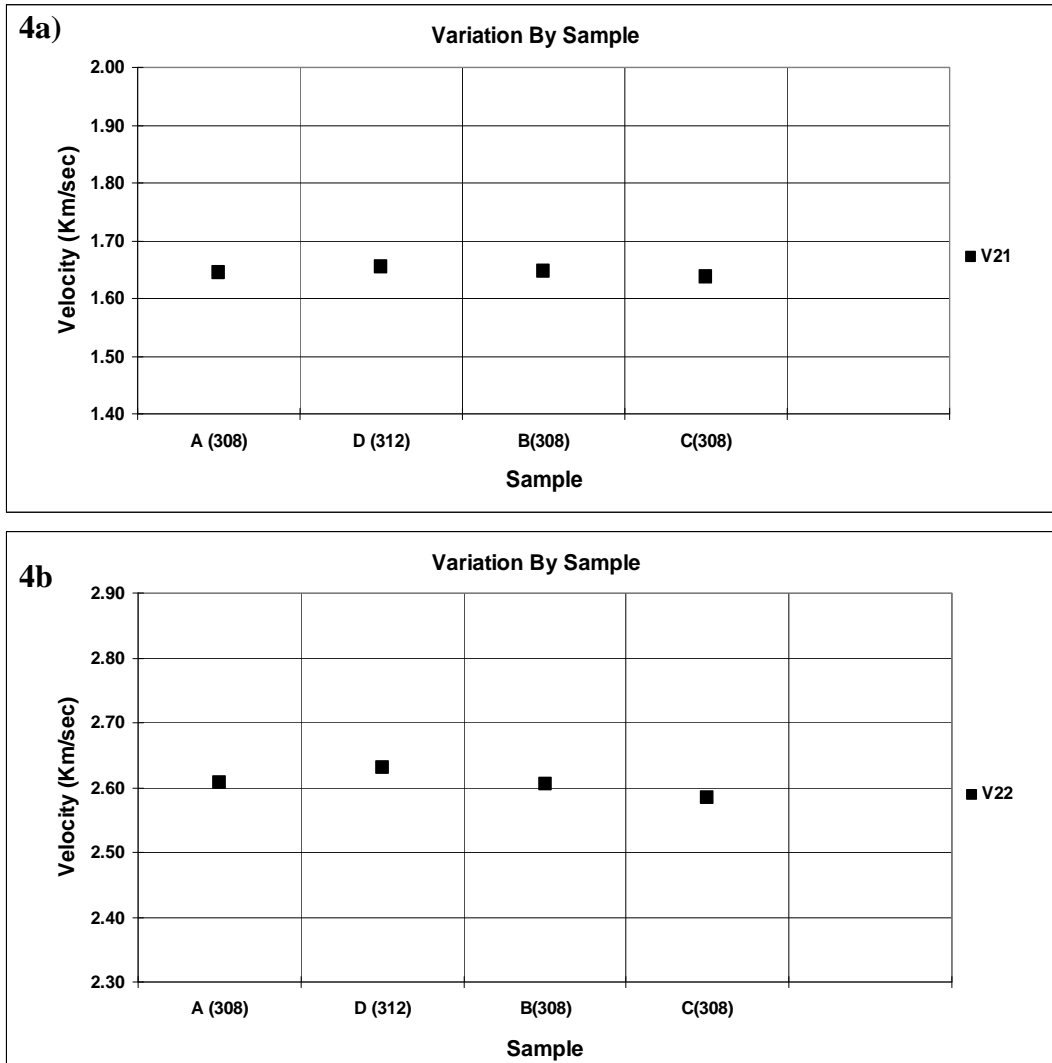 4a)
Variation By Sample
Velocity (Km/sec)
2.00
1.90
1.80
1.70
1.60
1.50
1.40
V21
A (308) D (312) B(308) C(308)
Sample
4b
Variation By Sample
Velocity (Km/sec)
2.90
2.80
2.70
2.60
2.50
2.40
2.30
V22
A (308) D (312) B(308) C(308)
Sample